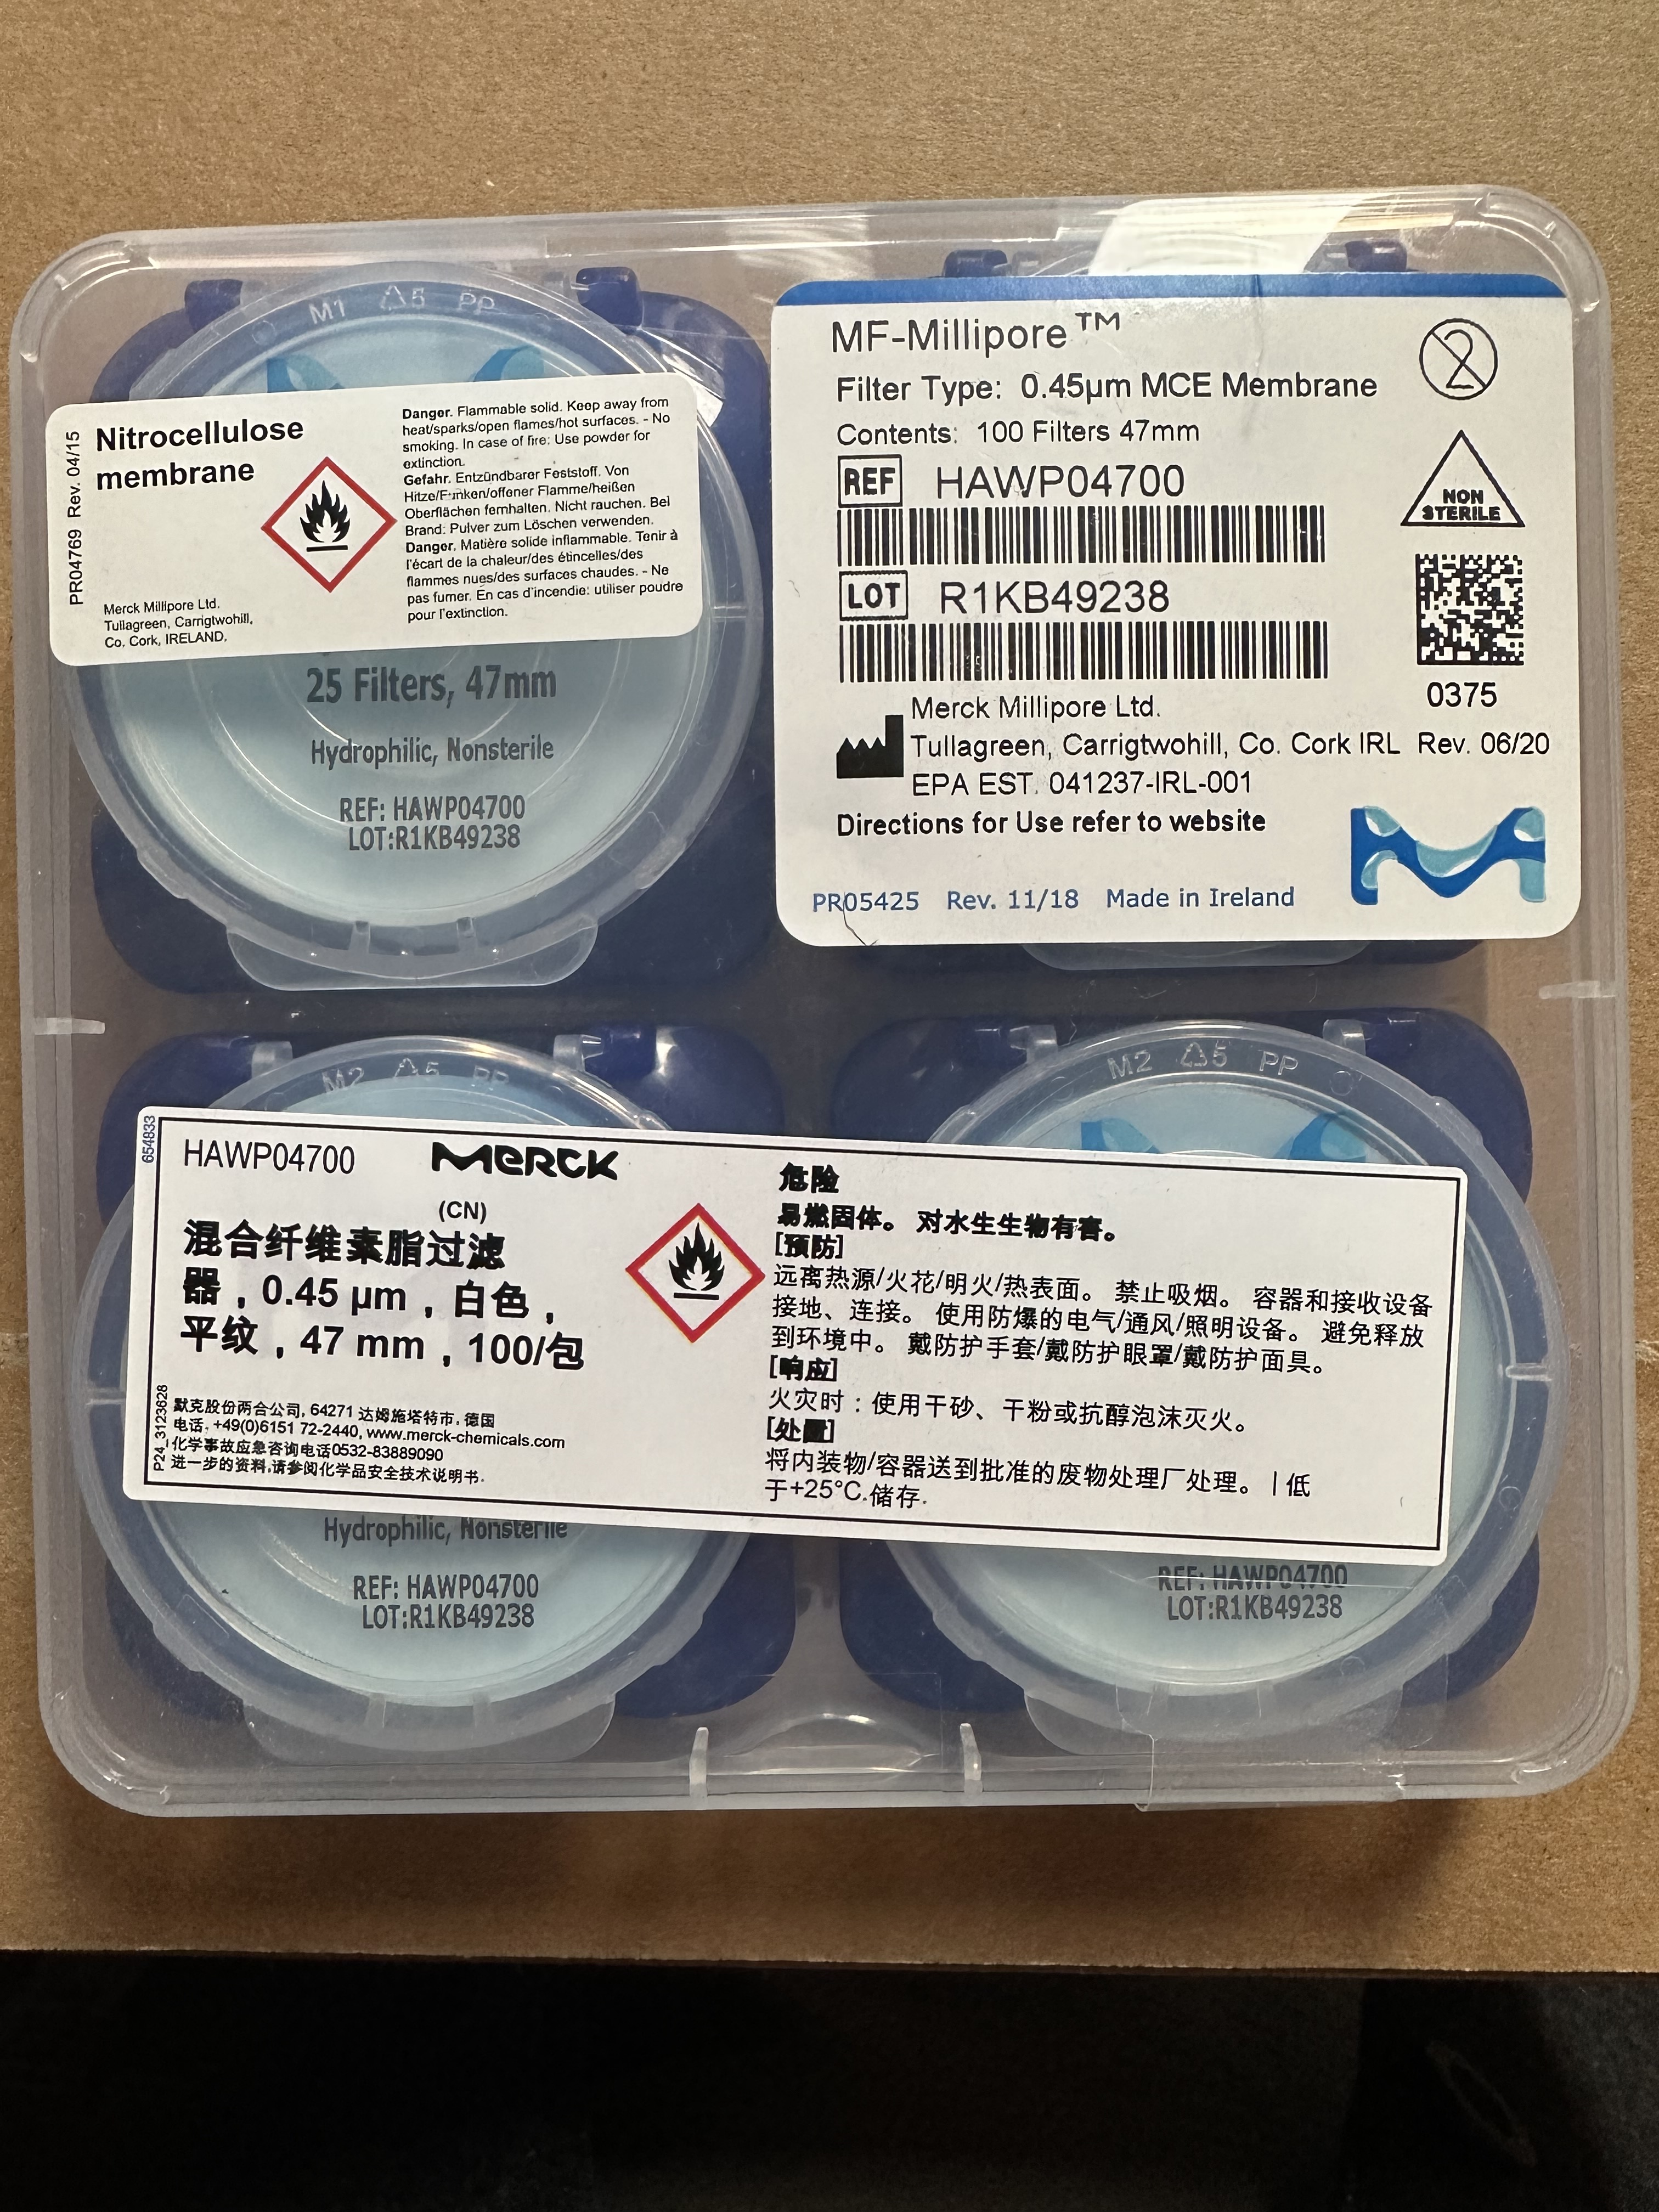 M1 5 PP
Nitrocellulose
membrane
PR04769 Rev. 04/15
Merck Millipore Ltd.
Tullagreen, Carrigtwohill,
Co. Cork, IRELAND.
Danger. Flammable solid. Keep away from
heat/sparks/open flames/hot surfaces. - No
smoking. In case of fire: Use powder for
extinction.
Gefahr. Entzündbarer Feststoff. Von
Hitze/Funken/offener Flamme/heißen
Oberflächen fernhalten. Nicht rauchen. Bei
Brand: Pulver zum Löschen verwenden.
Danger. Matière solide inflammable. Tenir à
l'écart de la chaleur/des étincelles/des
flammes nues/des surfaces chaudes. - Ne
pas fumer. En cas d'incendie: utiliser poudre
pour l'extinction.
25 Filters, 47mm
Hydrophilic, Nonsterile
REF: HAWP04700
LOT:R1KB49238
MF-Millipore™
Filter Type: 0.45µm MCE Membrane
Contents: 100 Filters 47mm
REF HAWP04700
LOT R1KB49238
2
NON
STERILE
0375
Merck Millipore Ltd.
Tullagreen, Carrigtwohill, Co. Cork IRL Rev. 06/20
EPA EST. 041237-IRL-001
Directions for Use refer to website
PR05425 Rev. 11/18 Made in Ireland
M2 5 PP
M2 5 PP
654833
HAWP04700 MERCK
(CN)
混合纤维素脂过滤
器，0.45 µm，白色，
平纹，47 mm，100/包
P24_3123628
默克股份两合公司, 64271 达姆施塔特市, 德国
电话: +49(0)6151 72-2440, www.merck-chemicals.com
化学事故应急咨询电话0532-83889090
进一步的资料,请参阅化学品安全技术说明书.
危险
易燃固体。 对水生生物有害。
[预防]
远离热源/火花/明火/热表面。 禁止吸烟。 容器和接收设备
接地、连接。 使用防爆的电气/通风/照明设备。 避免释放
到环境中。 戴防护手套/戴防护眼罩/戴防护面具。
[响应]
火灾时：使用干砂、干粉或抗醇泡沫灭火。
[处置]
将内装物/容器送到批准的废物处理厂处理。 | 低
于+25°C.储存.
Hydrophilic, Nonsterile
REF: HAWP04700
LOT:R1KB49238
REF: HAWP04700
LOT:R1KB49238